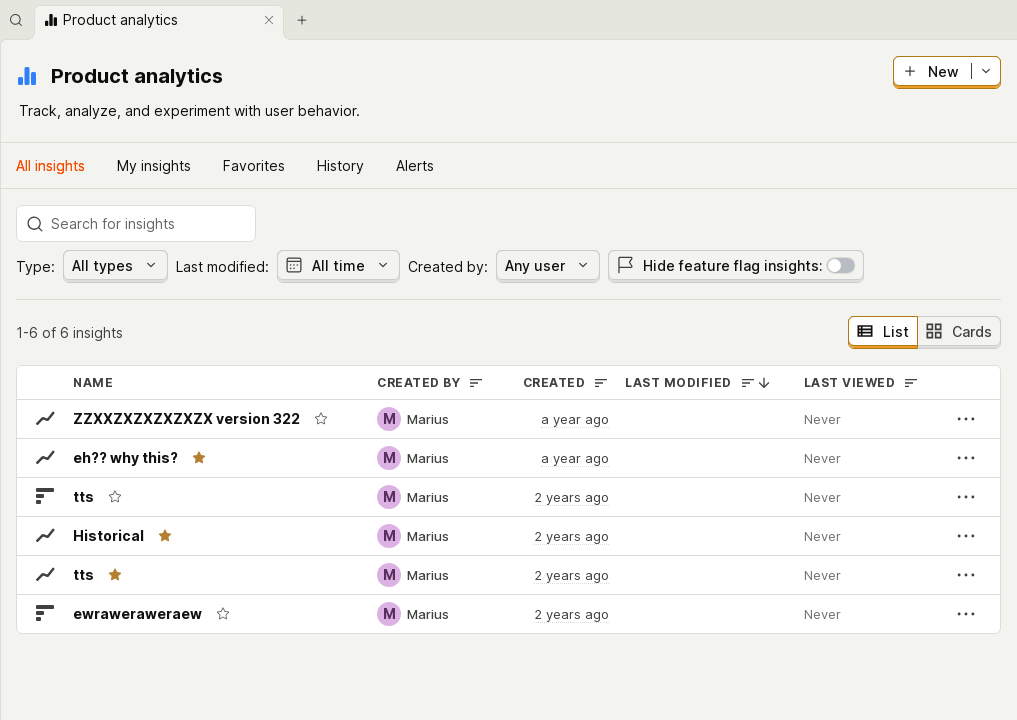 Product analytics
Product analytics
New
Track, analyze, and experiment with user behavior.
All insights My insights Favorites History Alerts
Search for insights
Type: All types Last modified: All time Created by: Any user Hide feature flag insights:
1-6 of 6 insights List Cards
NAME CREATED BY CREATED LAST MODIFIED LAST VIEWED
ZZXXZXZXZXZXZX version 322 M Marius a year ago Never
eh?? why this? M Marius a year ago Never
tts M Marius 2 years ago Never
Historical M Marius 2 years ago Never
tts M Marius 2 years ago Never
ewraweraweraew M Marius 2 years ago Never